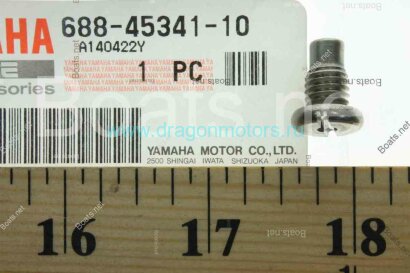 YAMAHA 688-45341-10
A140422Y
1 PC
www.dragonmotors.ru
YAMAHA MOTOR CO., LTD.
2500 SHINGAI IWATA SHIZUOKA JAPAN
16 17 18
Boats.net